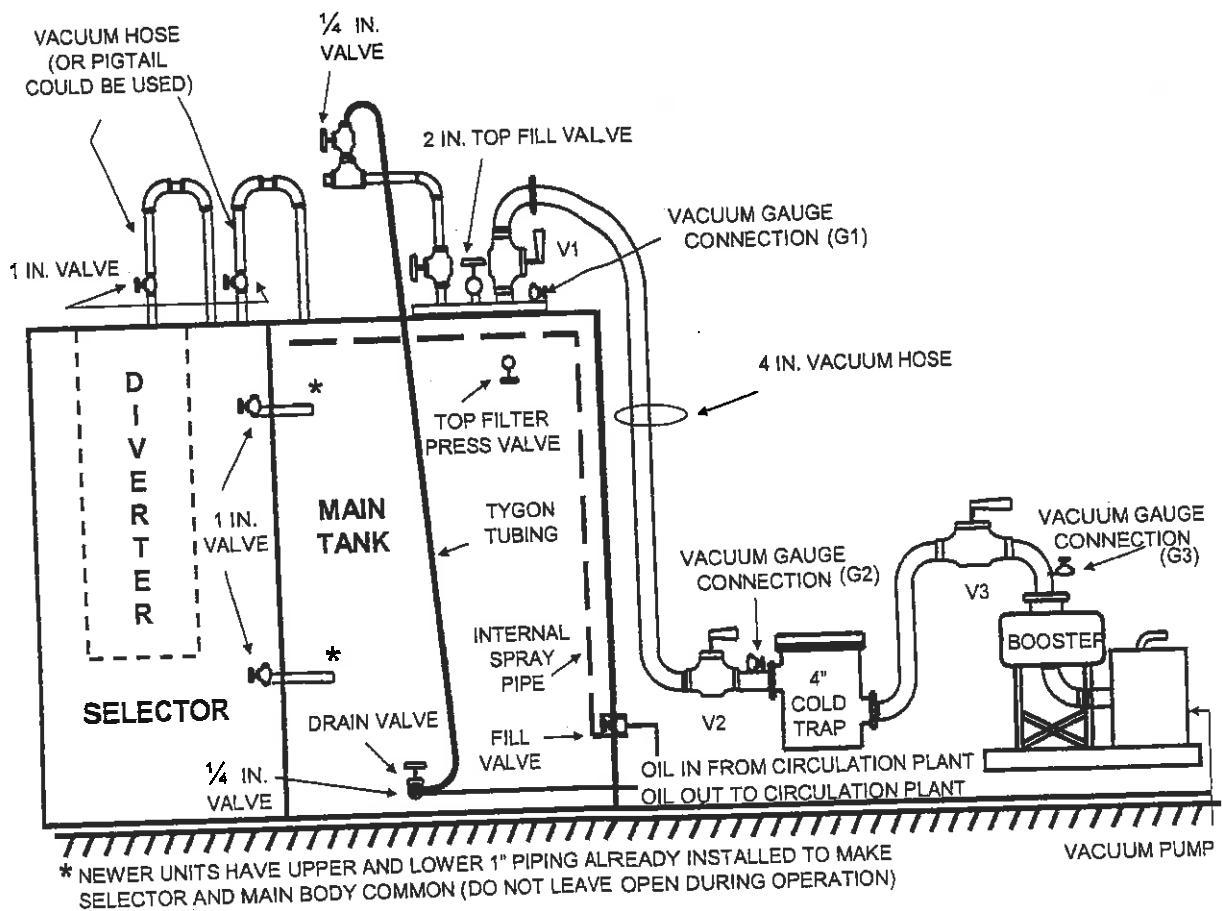 VACUUM HOSE
(OR PIGTAIL
COULD BE USED)
1/4 IN.
VALVE
2 IN. TOP FILL VALVE
VACUUM GAUGE
CONNECTION (G1)
V1
1 IN. VALVE
4 IN. VACUUM HOSE
DIVERTER
*
TOP FILTER
PRESS VALVE
1 IN.
VALVE
MAIN
TANK
TYGON
TUBING
VACUUM GAUGE
CONNECTION (G2)
V3
VACUUM GAUGE
CONNECTION
(G3)
*
INTERNAL
SPRAY
PIPE
BOOSTER
4"
COLD
TRAP
SELECTOR
DRAIN VALVE
FILL
VALVE
V2
1/4 IN.
VALVE
OIL IN FROM CIRCULATION PLANT
OIL OUT TO CIRCULATION PLANT
VACUUM PUMP
* NEWER UNITS HAVE UPPER AND LOWER 1" PIPING ALREADY INSTALLED TO MAKE
SELECTOR AND MAIN BODY COMMON (DO NOT LEAVE OPEN DURING OPERATION)